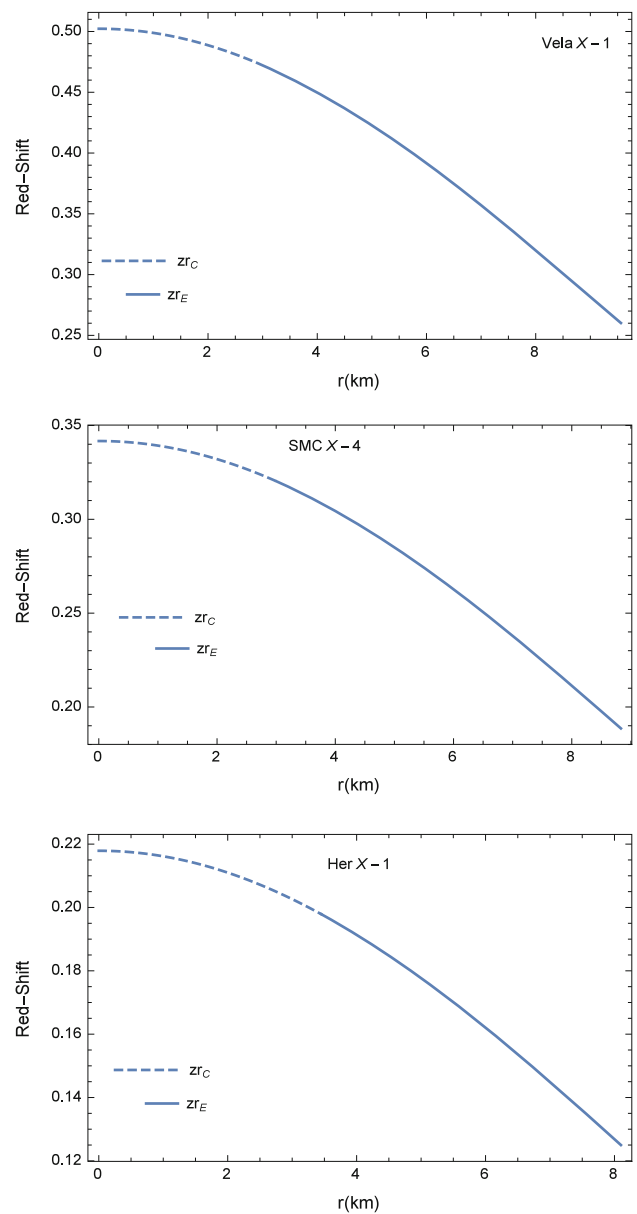 0.50
Vela X−1
0.45
0.40
Red−Shift
0.35
zr_C
0.30
zr_E
0.25
0 2 4 6 8
r(km)
0.35
SMC X−4
0.30
Red−Shift
0.25
zr_C
zr_E
0.20
0 2 4 6 8
r(km)
0.22
Her X−1
0.20
0.18
Red−Shift
0.16
zr_C
0.14
zr_E
0.12
0 2 4 6 8
r(km)